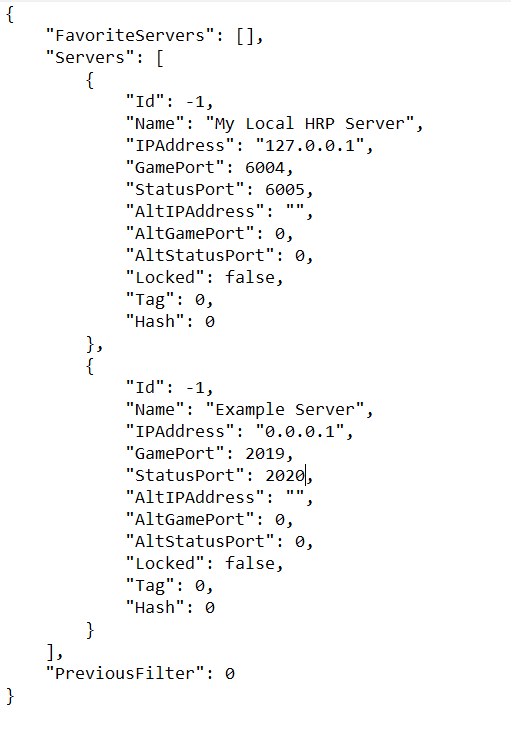 {
    "FavoriteServers": [],
    "Servers": [
        {
            "Id": -1,
            "Name": "My Local HRP Server",
            "IPAddress": "127.0.0.1",
            "GamePort": 6004,
            "StatusPort": 6005,
            "AltIPAddress": "",
            "AltGamePort": 0,
            "AltStatusPort": 0,
            "Locked": false,
            "Tag": 0,
            "Hash": 0
        },
        {
            "Id": -1,
            "Name": "Example Server",
            "IPAddress": "0.0.0.1",
            "GamePort": 2019,
            "StatusPort": 2020,
            "AltIPAddress": "",
            "AltGamePort": 0,
            "AltStatusPort": 0,
            "Locked": false,
            "Tag": 0,
            "Hash": 0
        }
    ],
    "PreviousFilter": 0
}